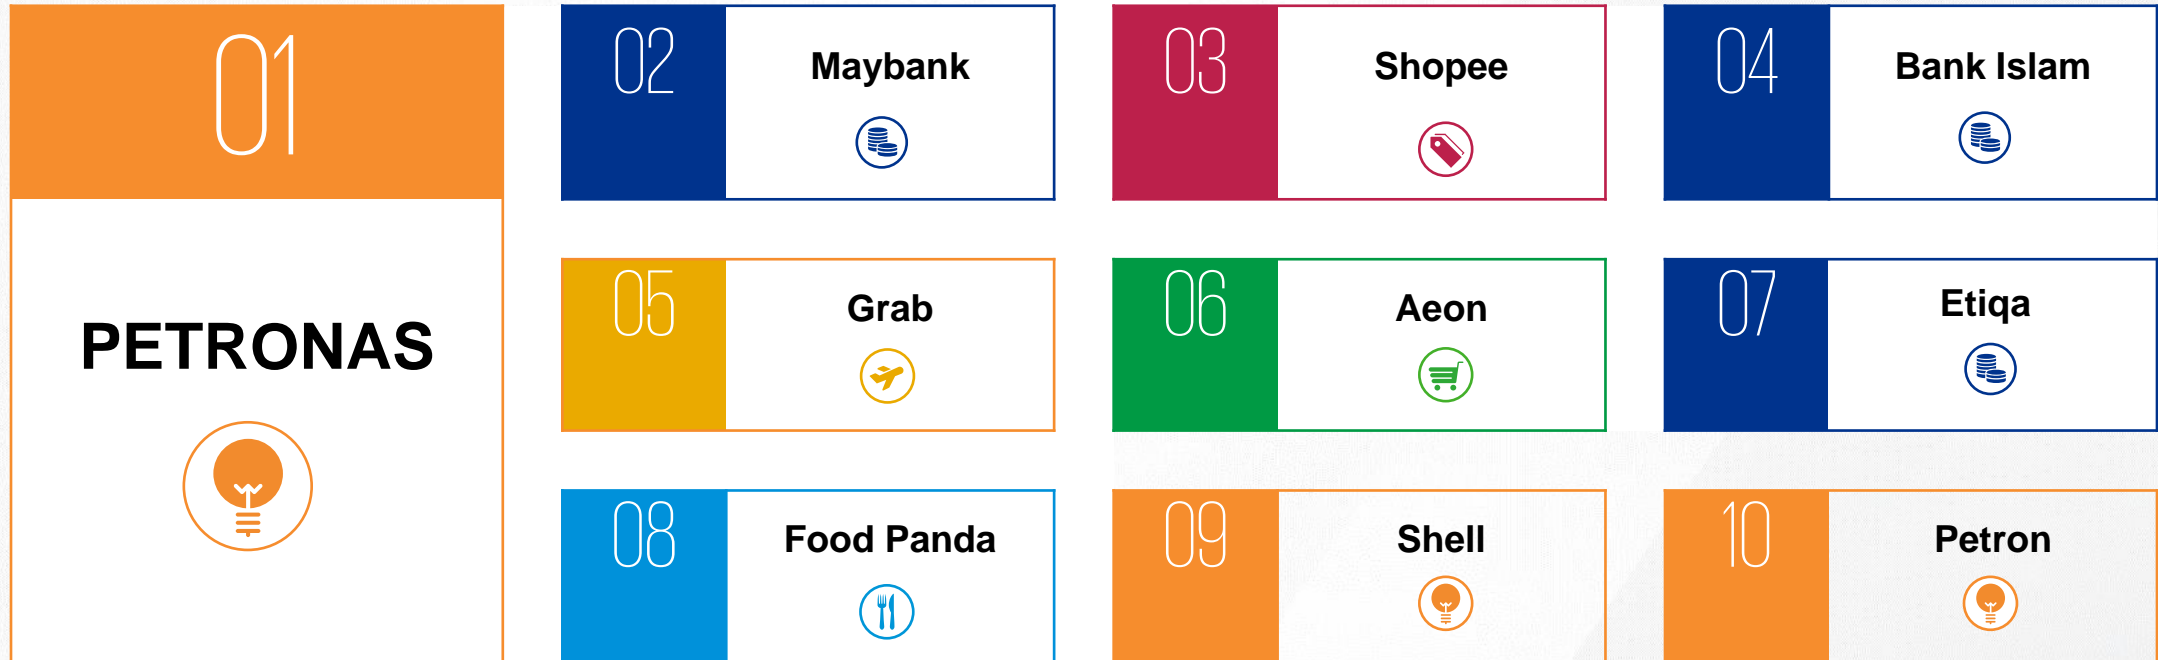 01
PETRONAS
02
Maybank
03
Shopee
04
Bank Islam
05
Grab
06
Aeon
07
Etiqa
08
Food Panda
09
Shell
10
Petron